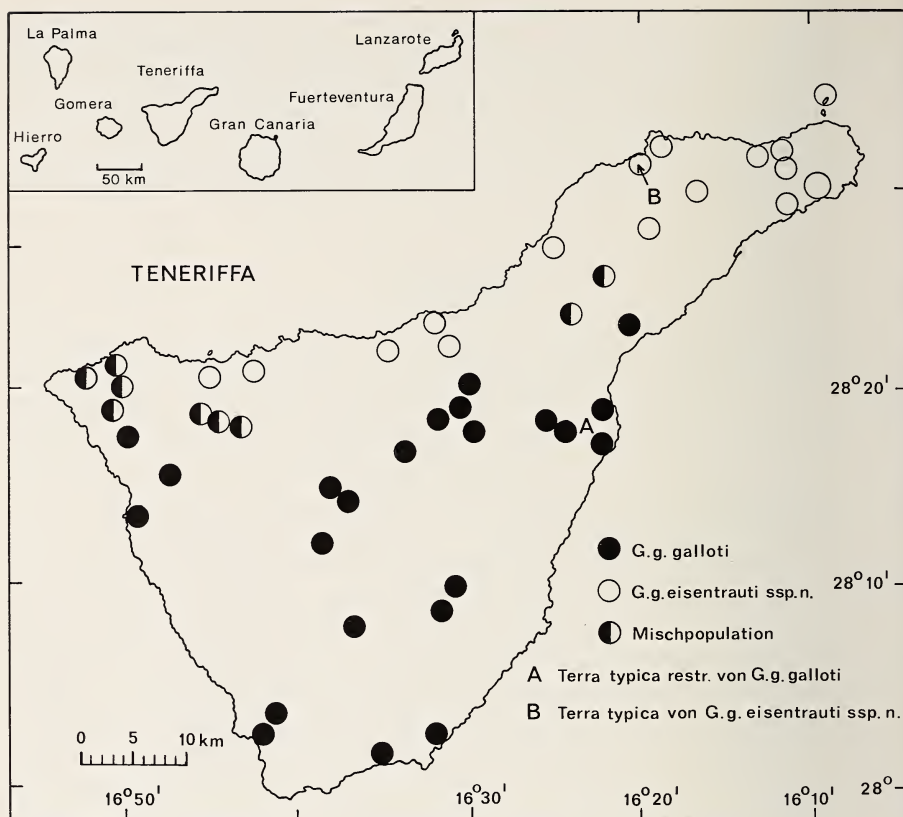 La Palma
Lanzarote
Teneriffa
Fuerteventura
Gomera
Gran Canaria
Hierro
50 km
B
TENERIFFA
28° 20'
A
G.g. galloti
G.g. eisentrauti ssp. n.
28° 10'
Mischpopulation
A Terra typica restr. von G.g. galloti
B Terra typica von G.g. eisentrauti ssp. n.
0 5 10 km
16° 50' 16° 30' 16° 20' 16° 10' 28°